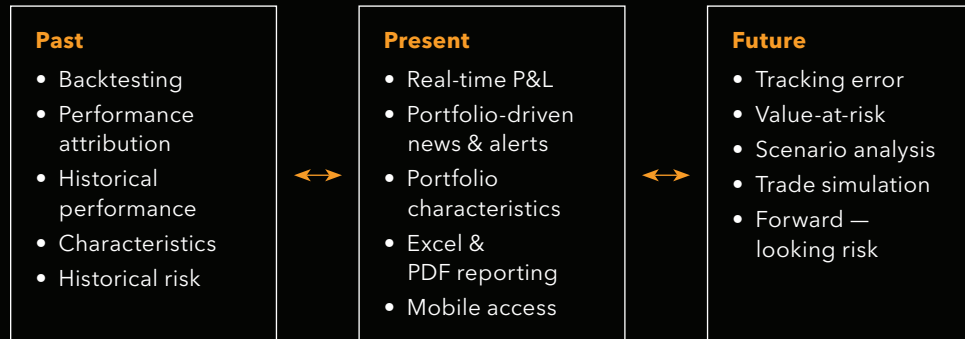 Past
• Backtesting
• Performance
attribution
• Historical
performance
• Characteristics
• Historical risk
Present
• Real-time P&L
• Portfolio-driven
news & alerts
• Portfolio
characteristics
• Excel &
PDF reporting
• Mobile access
Future
• Tracking error
• Value-at-risk
• Scenario analysis
• Trade simulation
• Forward —
looking risk